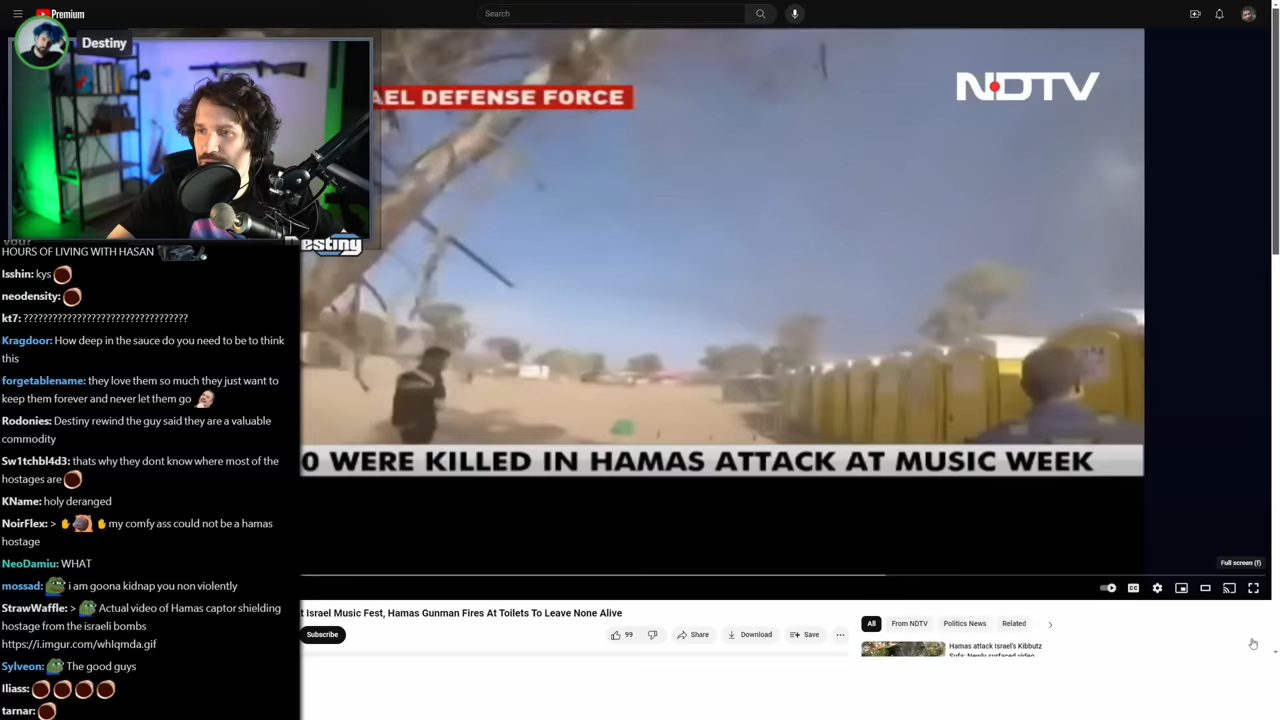 Premium
Search
Destiny
AEL DEFENSE FORCE
NDTV
Destiny
you?
HOURS OF LIVING WITH HASAN
Isshin: kys
neodensity:
kt7: ??????????????????????????????????
Kragdoor: How deep in the sauce do you need to be to think
this
forgetablename: they love them so much they just want to
keep them forever and never let them go
Rodonies: Destiny rewind the guy said they are a valuable
commodity
Sw1tchbl4d3: thats why they dont know where most of the
hostages are
KName: holy deranged
NoirFlex: > my comfy ass could not be a hamas
hostage
NeoDamiu: WHAT
mossad: i am goona kidnap you non violently
StrawWaffle: > Actual video of Hamas captor shielding
hostage from the israeli bombs
https://i.imgur.com/whIqmda.gif
Sylveon: The good guys
Iliass:
tarnar:
0 WERE KILLED IN HAMAS ATTACK AT MUSIC WEEK
Full screen (f)
t Israel Music Fest, Hamas Gunman Fires At Toilets To Leave None Alive
Subscribe
99
Share
Download
Save
All
From NDTV
Politics News
Related
Hamas attack Israel's Kibbutz
Sufa: Newly surfaced video